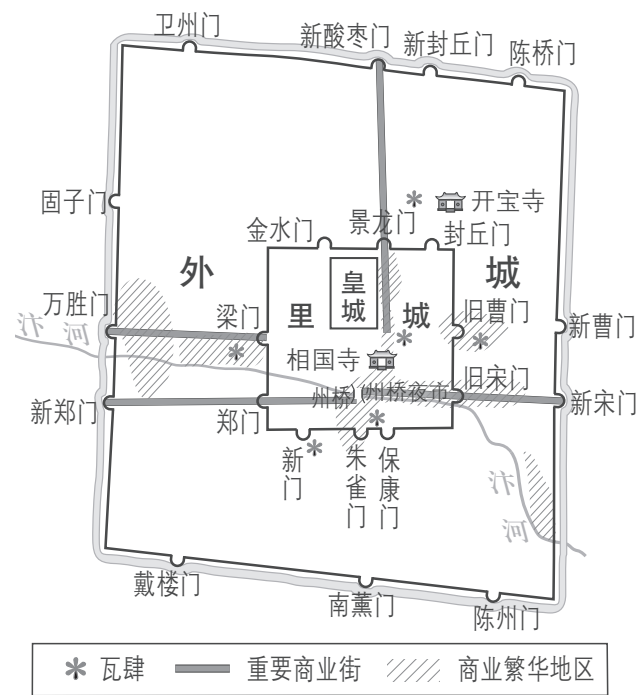 卫州门
新酸枣门
新封丘门
陈桥门
固子门
开宝寺
金水门
景龙门
封丘门
外
城
皇城
万胜门
梁门
里
城
旧曹门
新曹门
汴河
相国寺
旧宋门
州桥
州桥夜市
新郑门
郑门
新宋门
新门
朱雀门
保康门
汴河
戴楼门
南薰门
陈州门
瓦肆
重要商业街
商业繁华地区